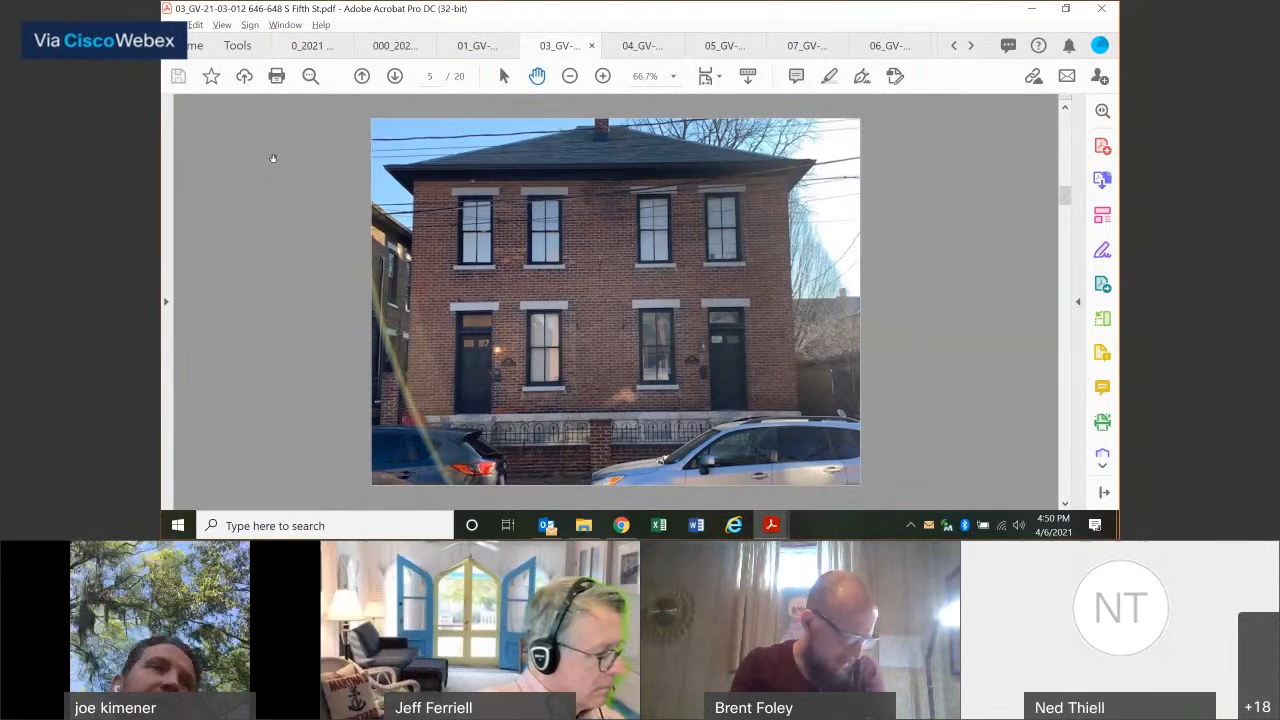 03_GV-21-03-012 646-648 S Fifth St.pdf - Adobe Acrobat Pro DC (32-bit)
Via Cisco Webex
Edit View Sign Window Help
me Tools 0_2021 ... 000_02... 01_GV-... 03_GV-... × 04_GV-... 05_GV-... 07_GV-... 06_GV-...
5 / 20 66.7%
Type here to search
4:50 PM
4/6/2021
NT
joe kimener
Jeff Ferriell
Brent Foley
Ned Thiell
+18